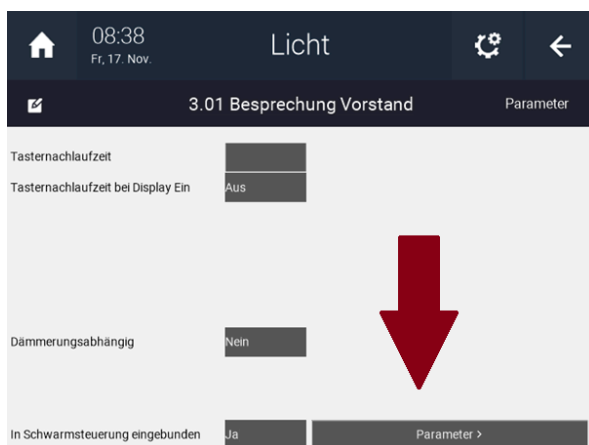 08:38
Fr, 17. Nov.
Licht
3.01 Besprechung Vorstand
Parameter
Tasternachlaufzeit
Tasternachlaufzeit bei Display Ein Aus
Dämmerungsabhängig Nein
In Schwarmsteuerung eingebunden Ja Parameter >